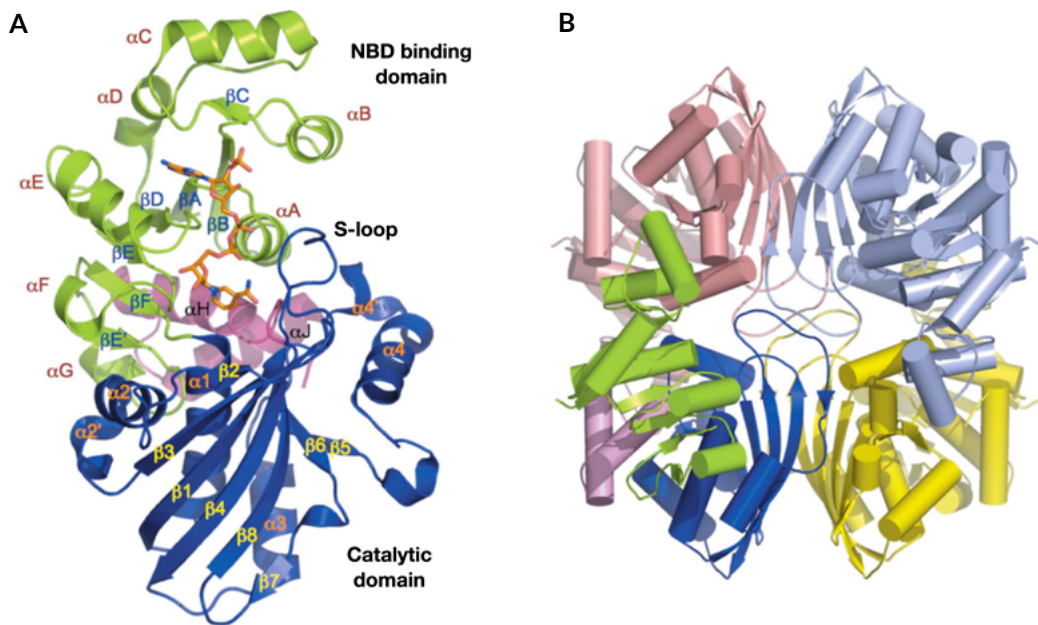 A
B
αC
NBD binding
domain
αD
βC
αB
αE
βD
βA
βB
αA
S-loop
βE
αF
βF
αH
α4''
βE'
αJ
α4
αG
α2
α1
β2
α2'
β3
β6
β5
β1
β4
α3
β8
Catalytic
domain
β7